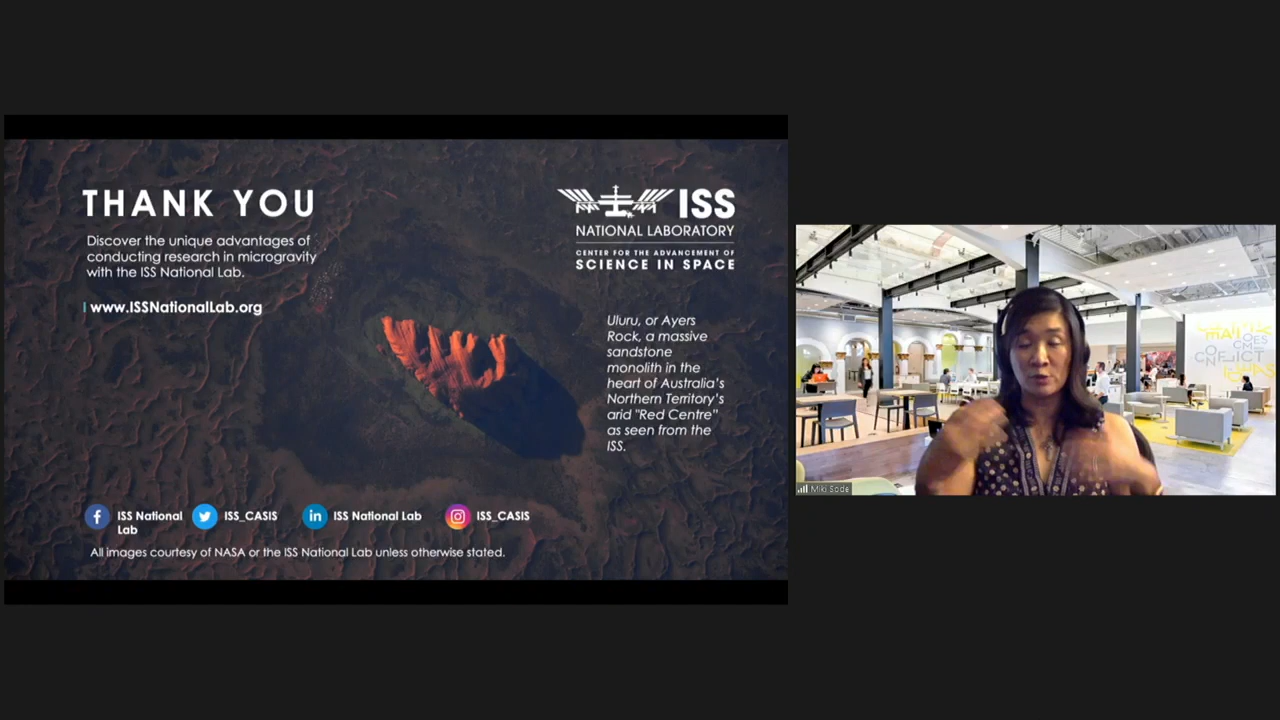 THANK YOU
Discover the unique advantages of
conducting research in microgravity
with the ISS National Lab.
www.ISSNationalLab.org
ISS
NATIONAL LABORATORY
CENTER FOR THE ADVANCEMENT OF
SCIENCE IN SPACE
Uluru, or Ayers
Rock, a massive
sandstone
monolith in the
heart of Australia's
Northern Territory's
arid "Red Centre"
as seen from the
ISS.
ISS National
Lab
ISS_CASIS
ISS National Lab
ISS_CASIS
All images courtesy of NASA or the ISS National Lab unless otherwise stated.
Miki Sode